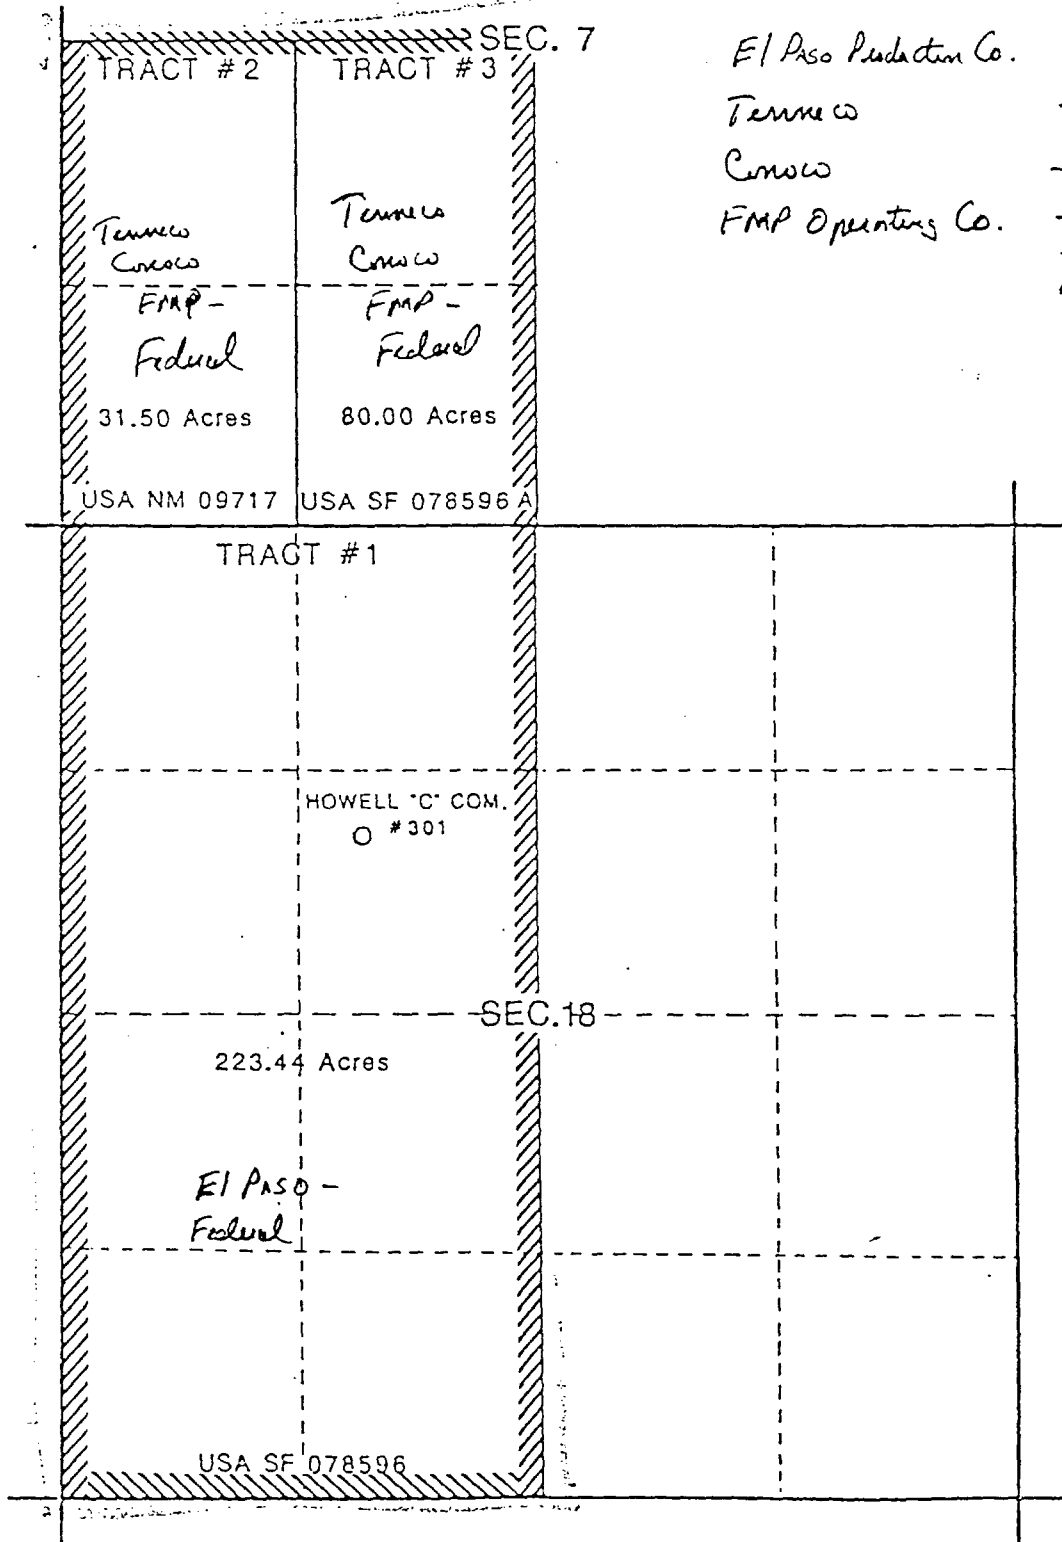 SEC. 7
TRACT #2
TRACT #3
El Paso Production Co.
Tenneco
Conoco
FMP Operating Co.
Tenneco
Conoco
FMP -
Federal
31.50 Acres
USA NM 09717
Tenneco
Conoco
FMP -
Federal
80.00 Acres
USA SF 078596 A
TRACT #1
HOWELL "C" COM.
#301
SEC.18
223.44 Acres
El Paso -
Federal
USA SF 078596